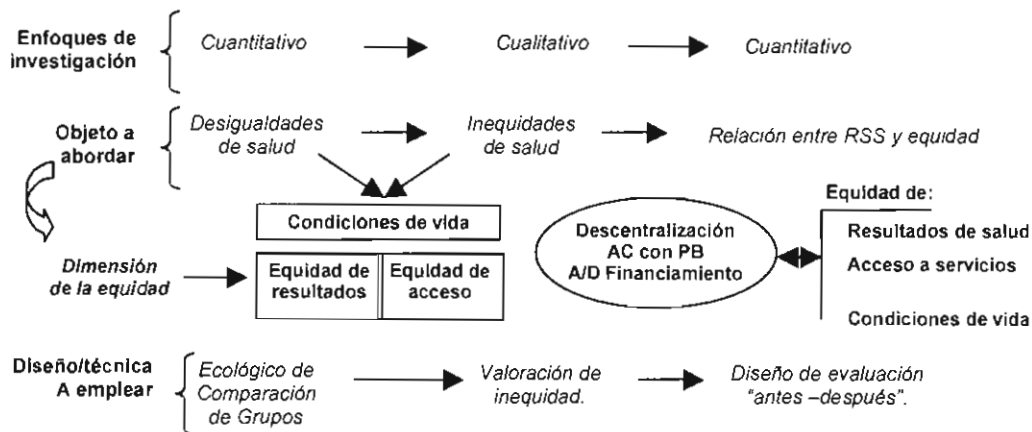 Enfoques de
investigación
Cuantitativo
Cualitativo
Cuantitativo
Objeto a
abordar
Desigualdades
de salud
Inequidades
de salud
Relación entre RSS y equidad
Condiciones de vida
Equidad de
resultados
Equidad de
acceso
Dimensión
de la equidad
Descentralización
AC con PB
A/D Financiamiento
Equidad de:
Resultados de salud
Acceso a servicios
Condiciones de vida
Diseño/técnica
A emplear
Ecológico de
Comparación
de Grupos
Valoración de
inequidad.
Diseño de evaluación
"antes –después".